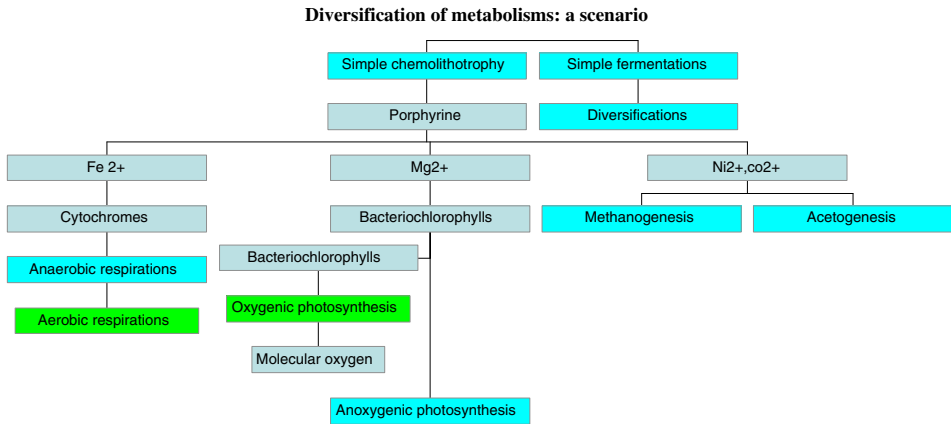 Diversification of metabolisms: a scenario
Simple chemolithotrophy
Simple fermentations
Porphyrine
Diversifications
Fe 2+
Mg2+
Ni2+,co2+
Cytochromes
Bacteriochlorophylls
Methanogenesis
Acetogenesis
Bacteriochlorophylls
Anaerobic respirations
Oxygenic photosynthesis
Aerobic respirations
Molecular oxygen
Anoxygenic photosynthesis